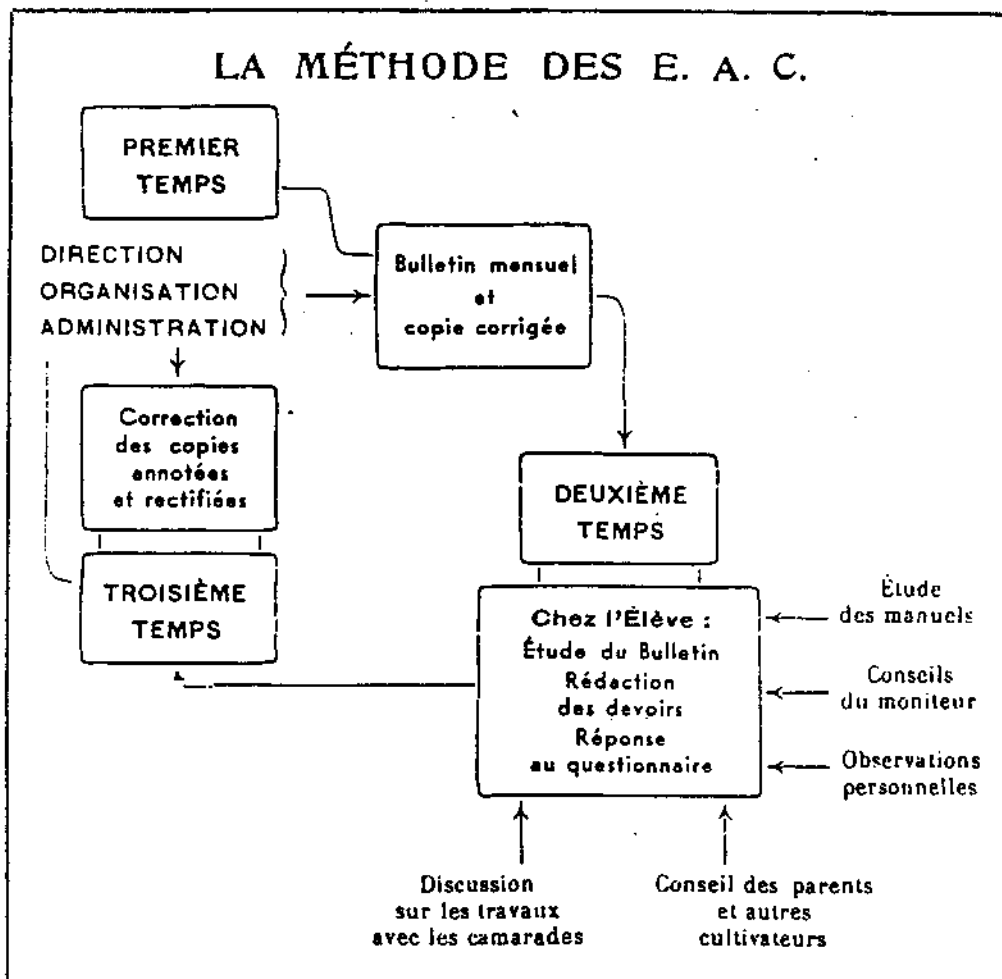 LA MÉTHODE DES E. A. C.
PREMIER
TEMPS
DIRECTION
ORGANISATION
ADMINISTRATION
Bulletin mensuel
et
copie corrigée
Correction
des copies
annotées
et rectifiées
TROISIÈME
TEMPS
DEUXIÈME
TEMPS
Chez l'Élève :
Étude du Bulletin
Rédaction
des devoirs
Réponse
au questionnaire
Étude
des manuels
Conseils
du moniteur
Observations
personnelles
Discussion
sur les travaux
avec les camarades
Conseil des parents
et autres
cultivateurs